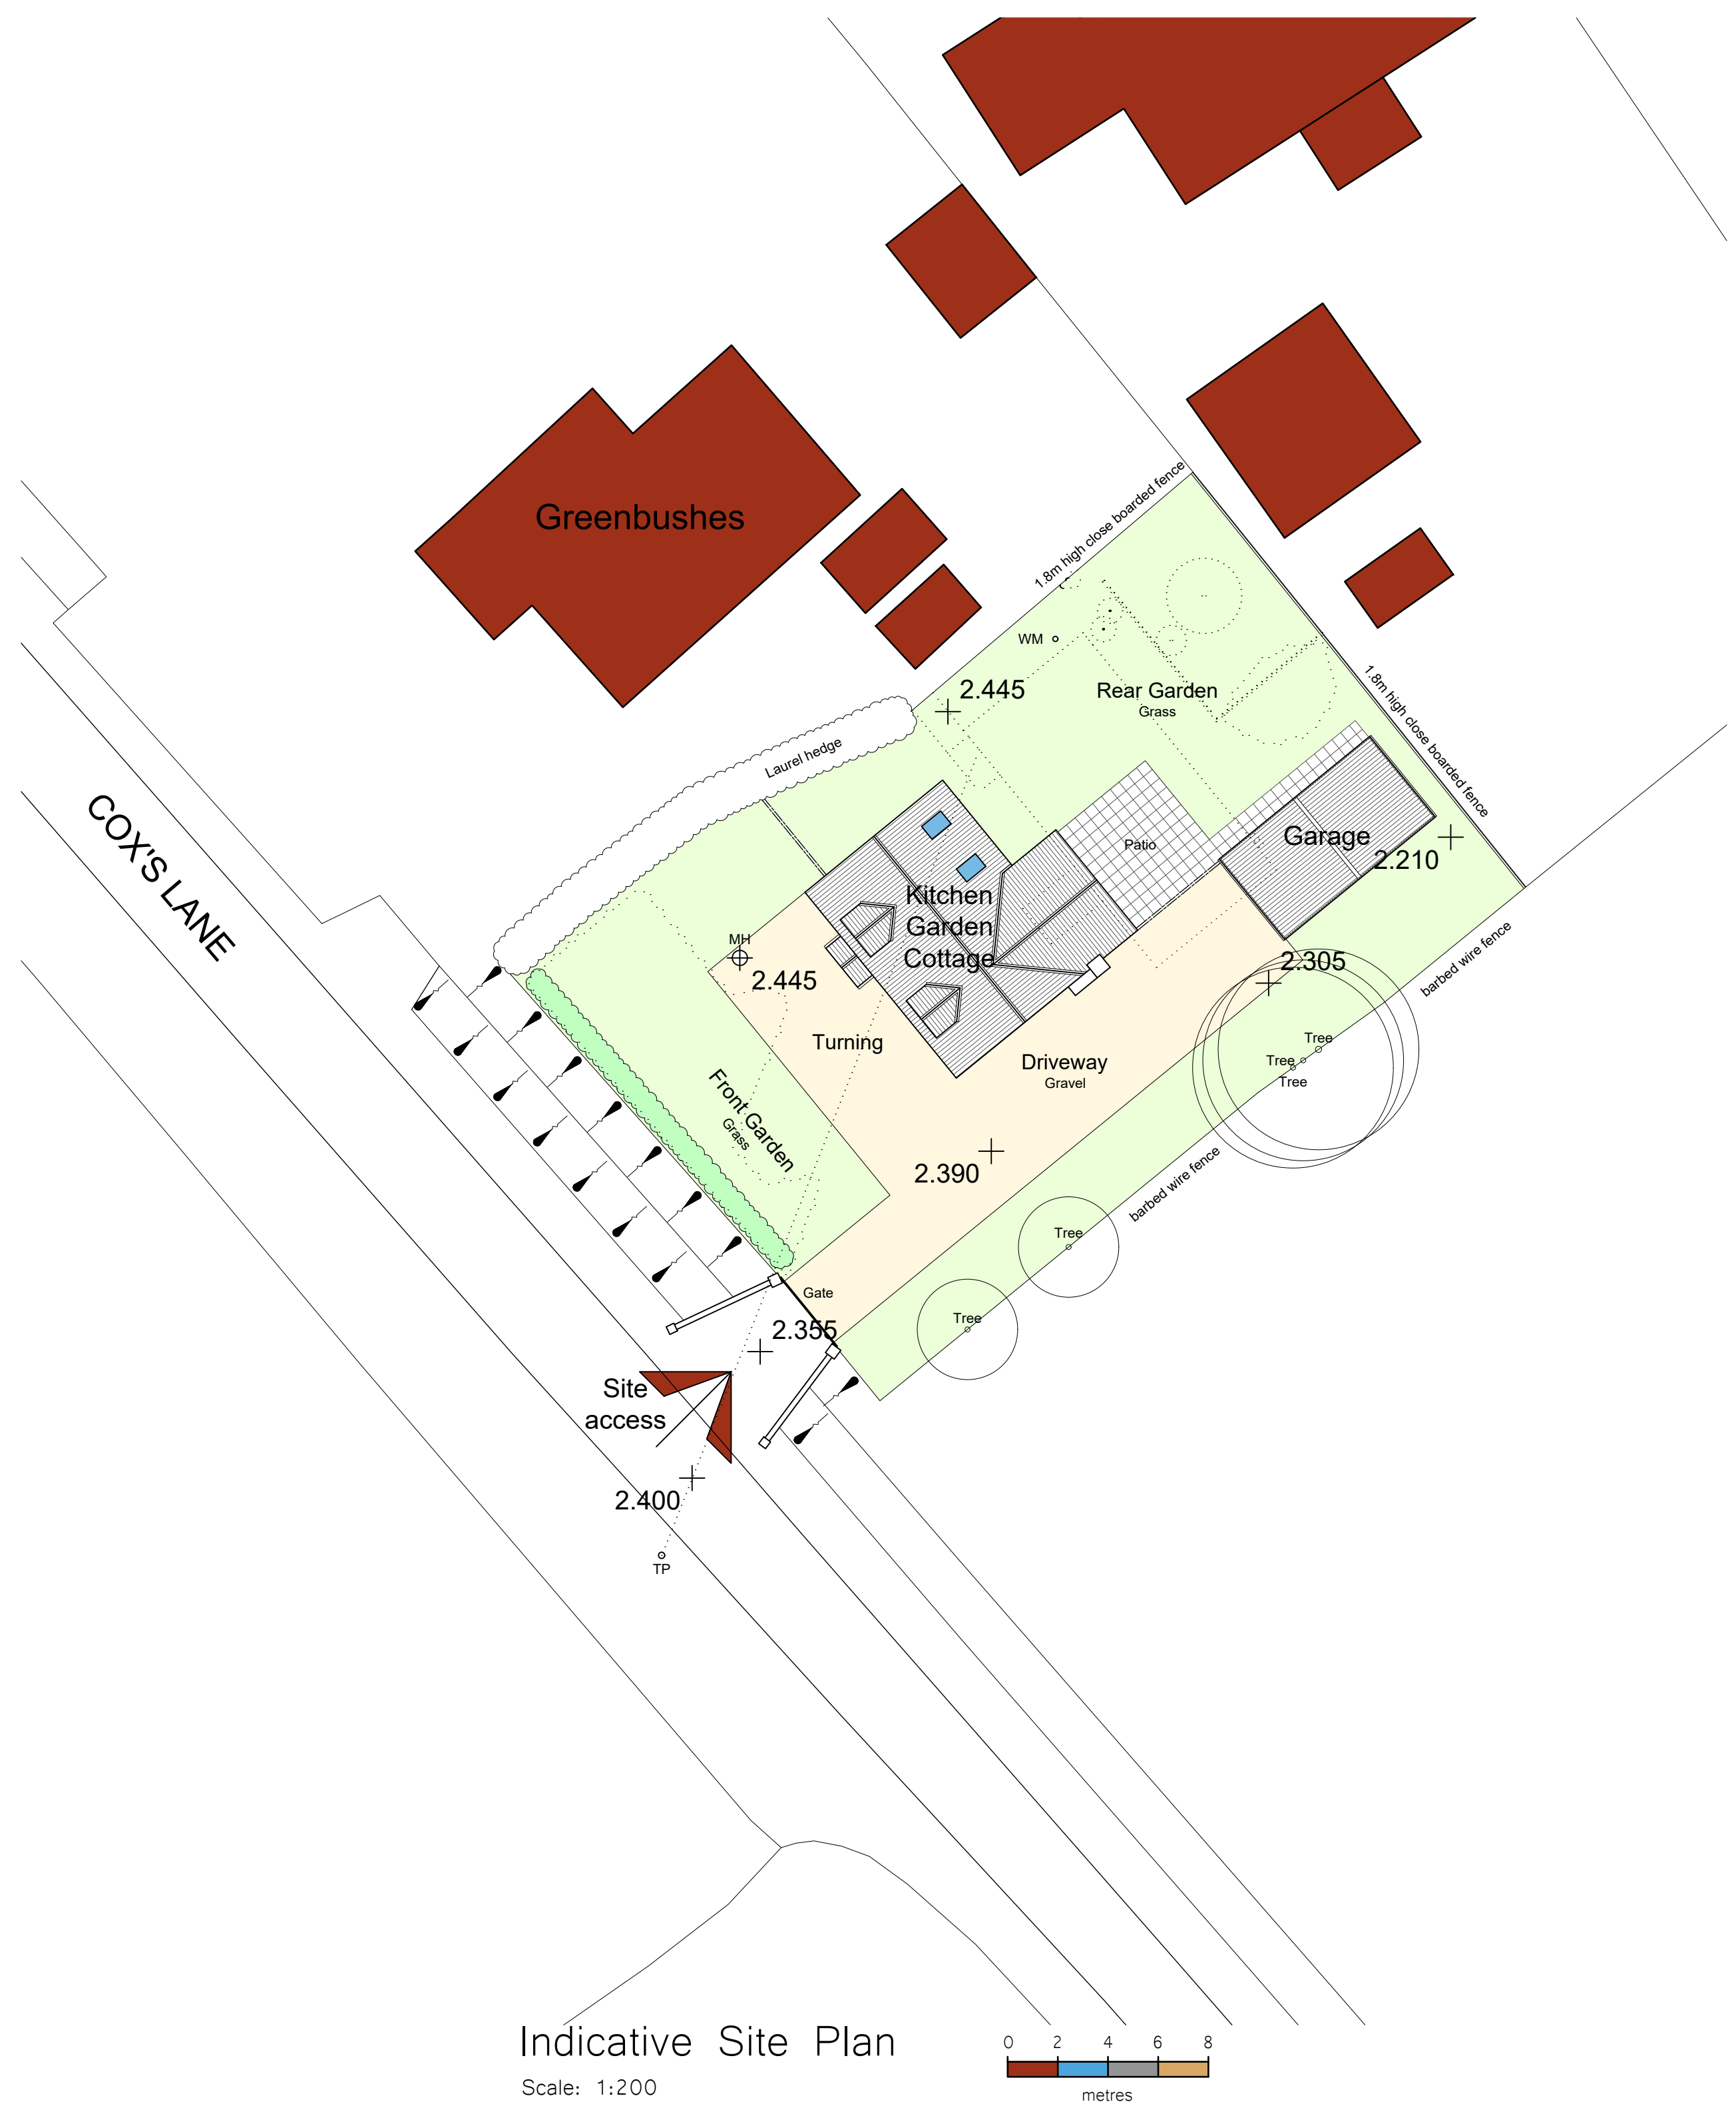 Greenbushes
1.8m high close boarded fence
WM
2.445
Rear Garden
Grass
1.8m high close boarded fence
Laurel hedge
COX'S LANE
Patio
Garage
2.210
Kitchen
Garden
Cottage
MH
2.445
2.305
barbed wire fence
Turning
Driveway
Gravel
Tree
Tree
Tree
Front Garden
Grass
2.390
barbed wire fence
Tree
Gate
Tree
2.355
Site
access
2.400
TP
Indicative Site Plan
Scale: 1:200
0 2 4 6 8
metres